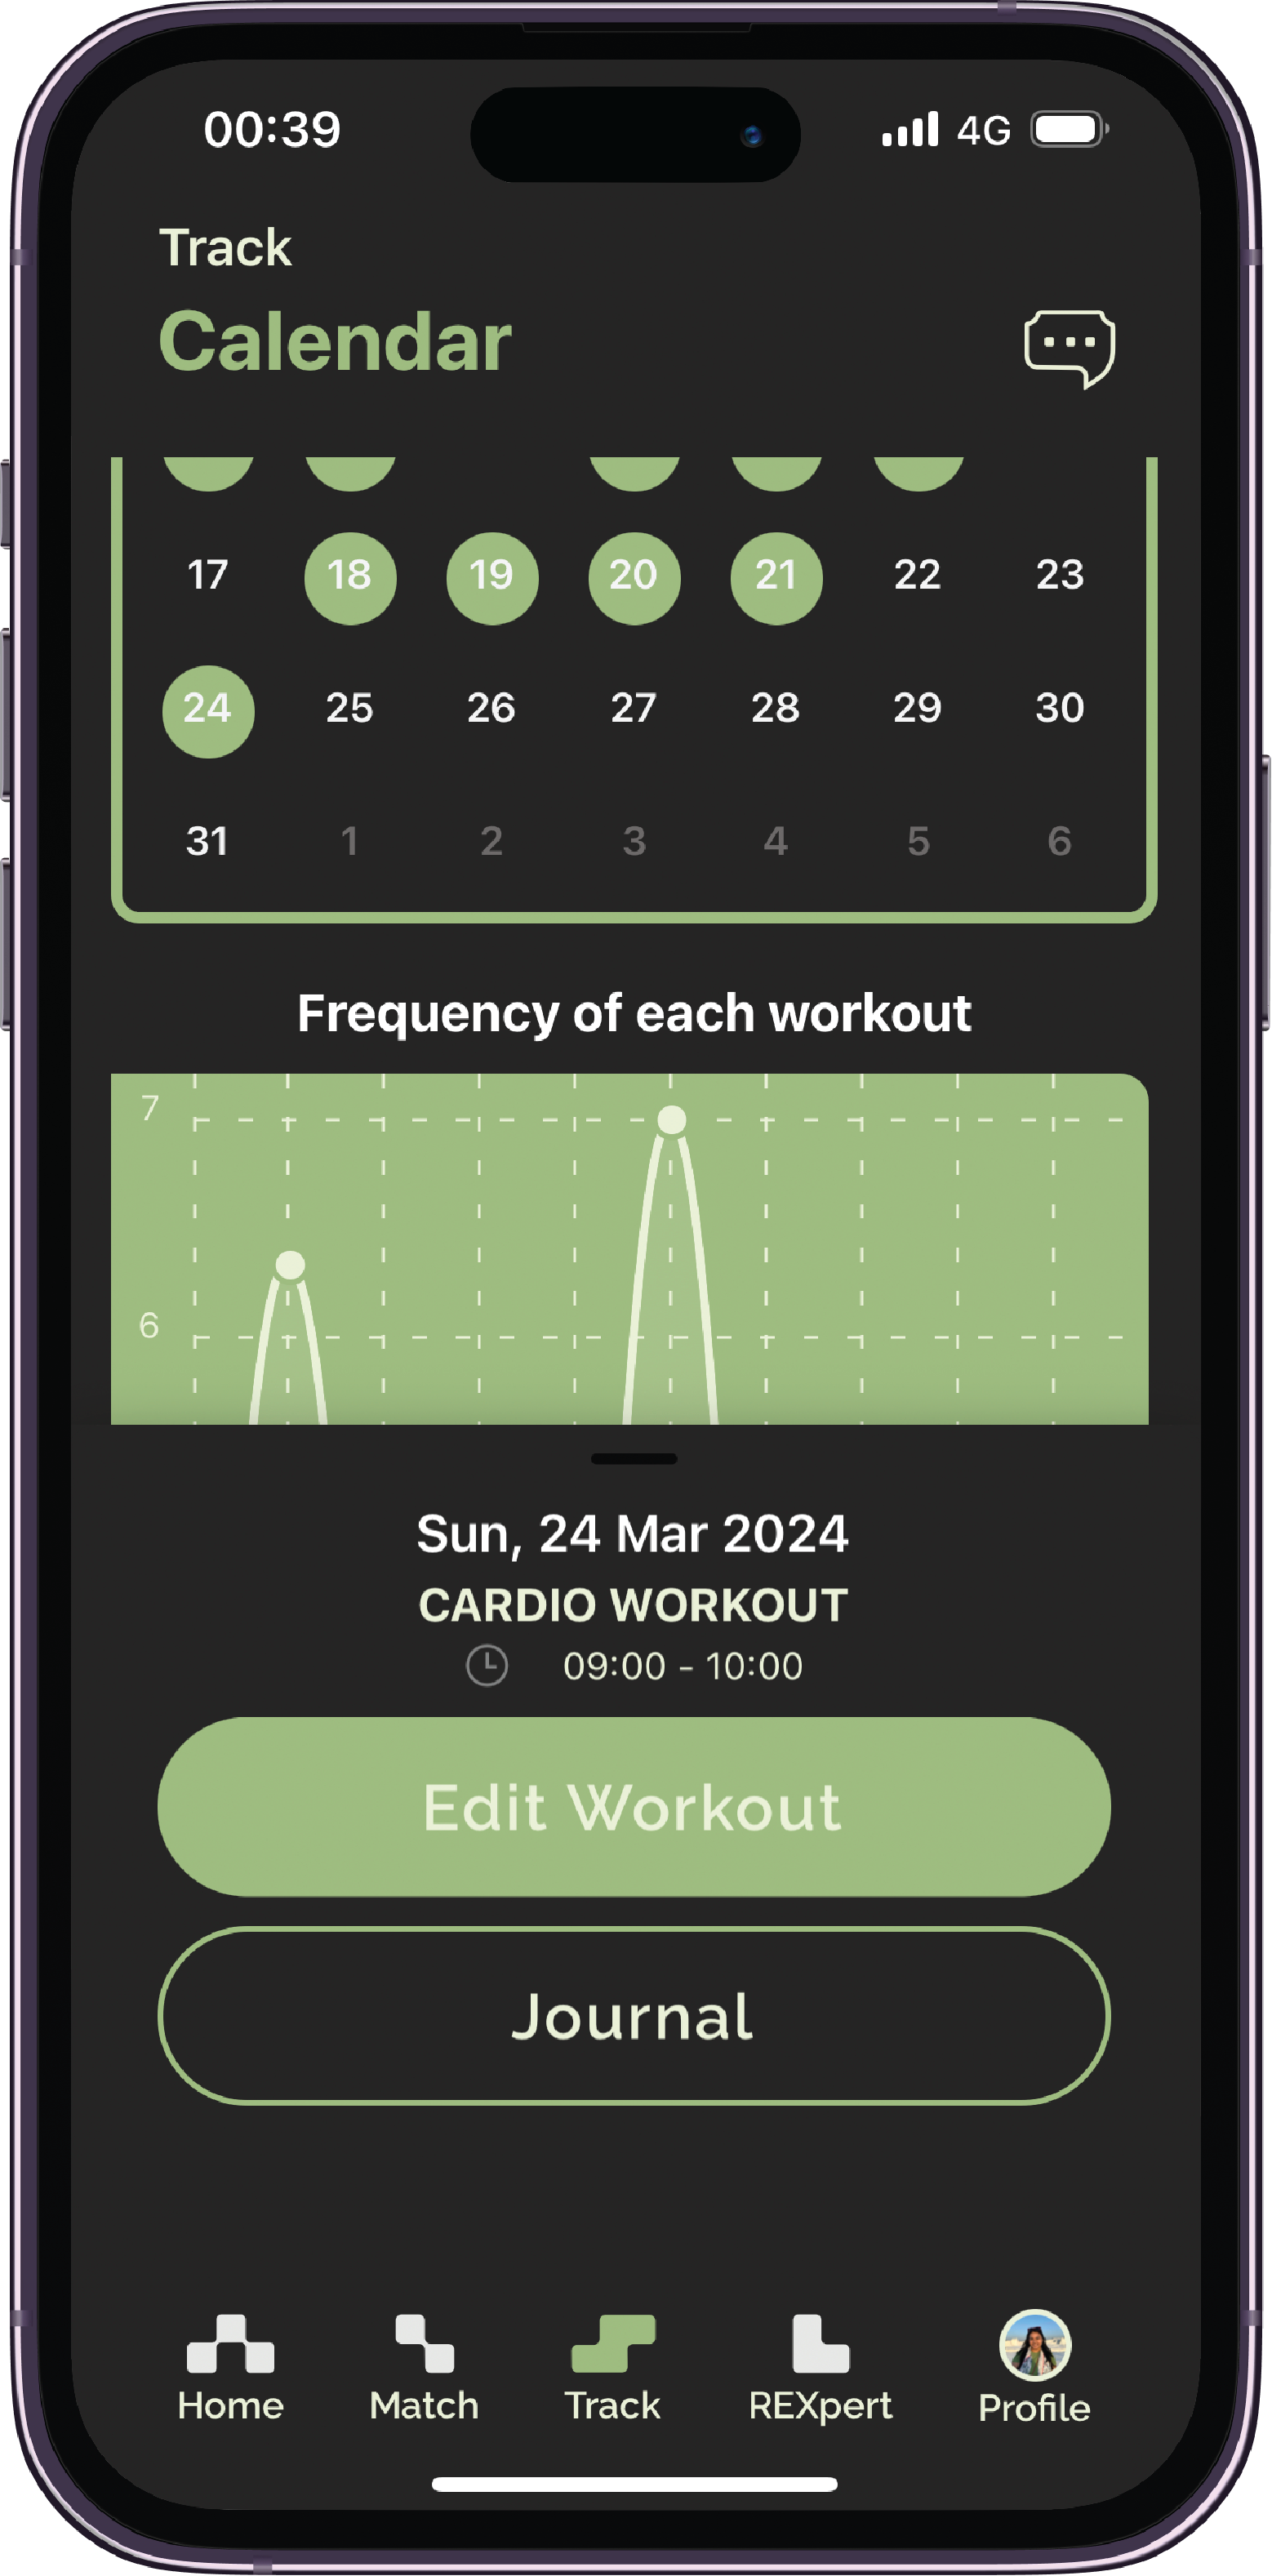 00:39 4G
Track
Calendar
17 18 19 20 21 22 23
24 25 26 27 28 29 30
31 1 2 3 4 5 6
Frequency of each workout
7
6
Sun, 24 Mar 2024
CARDIO WORKOUT
09:00 - 10:00
Edit Workout
Journal
Home Match Track REXpert Profile